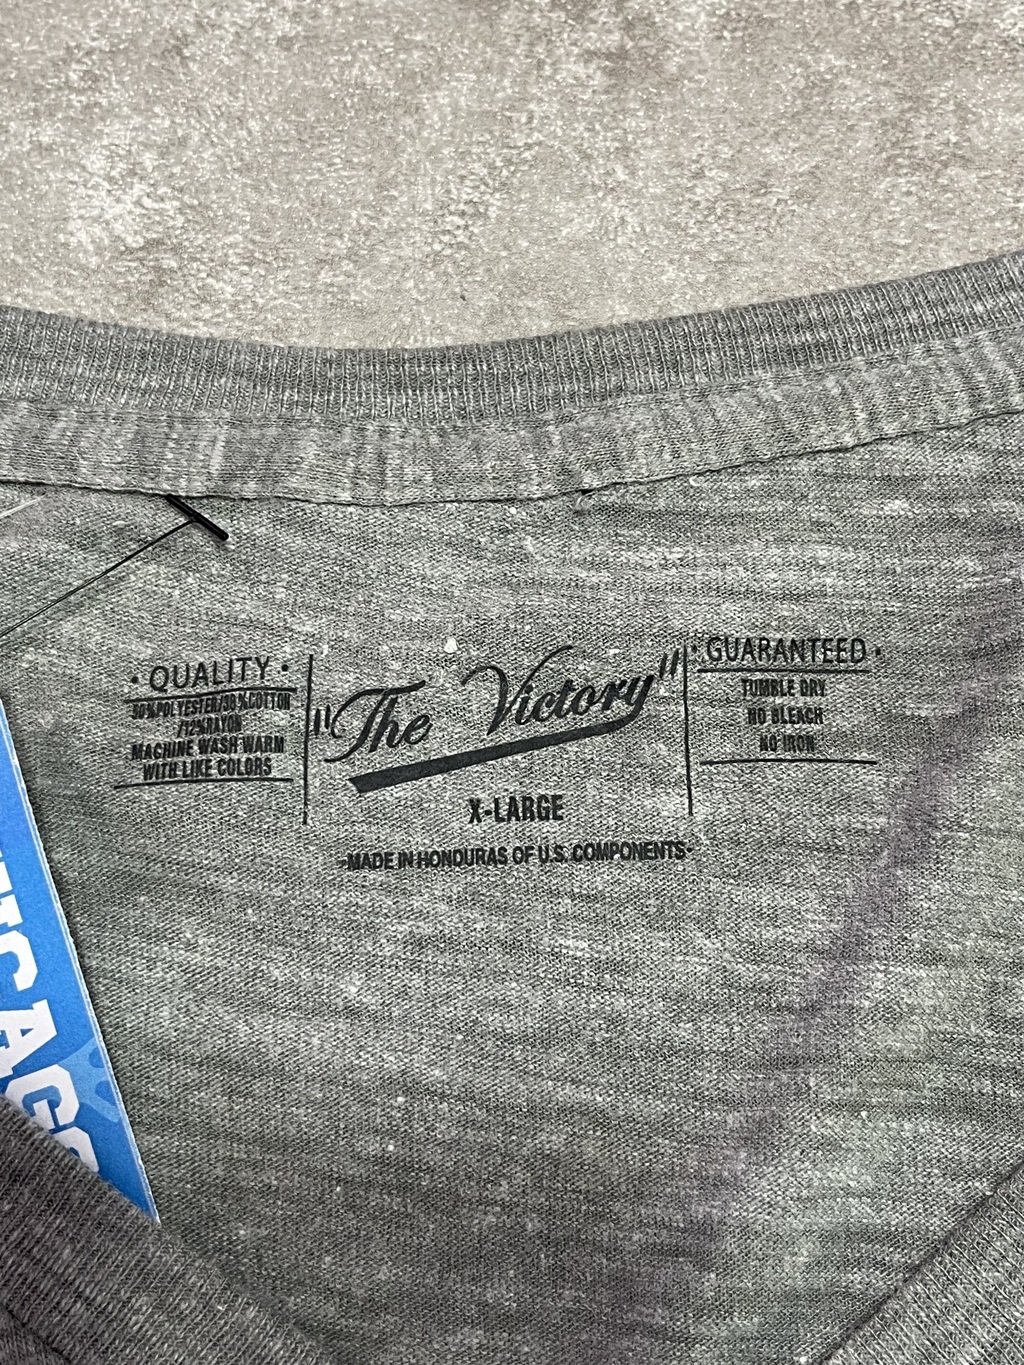 • QUALITY •
50%POLYESTER/38%COTTON
/12%RAYON
MACHINE WASH WARM
WITH LIKE COLORS
"The Victory"
X-LARGE
-MADE IN HONDURAS OF U.S. COMPONENTS-
• GUARANTEED •
TUMBLE DRY
NO BLEACH
NO IRON